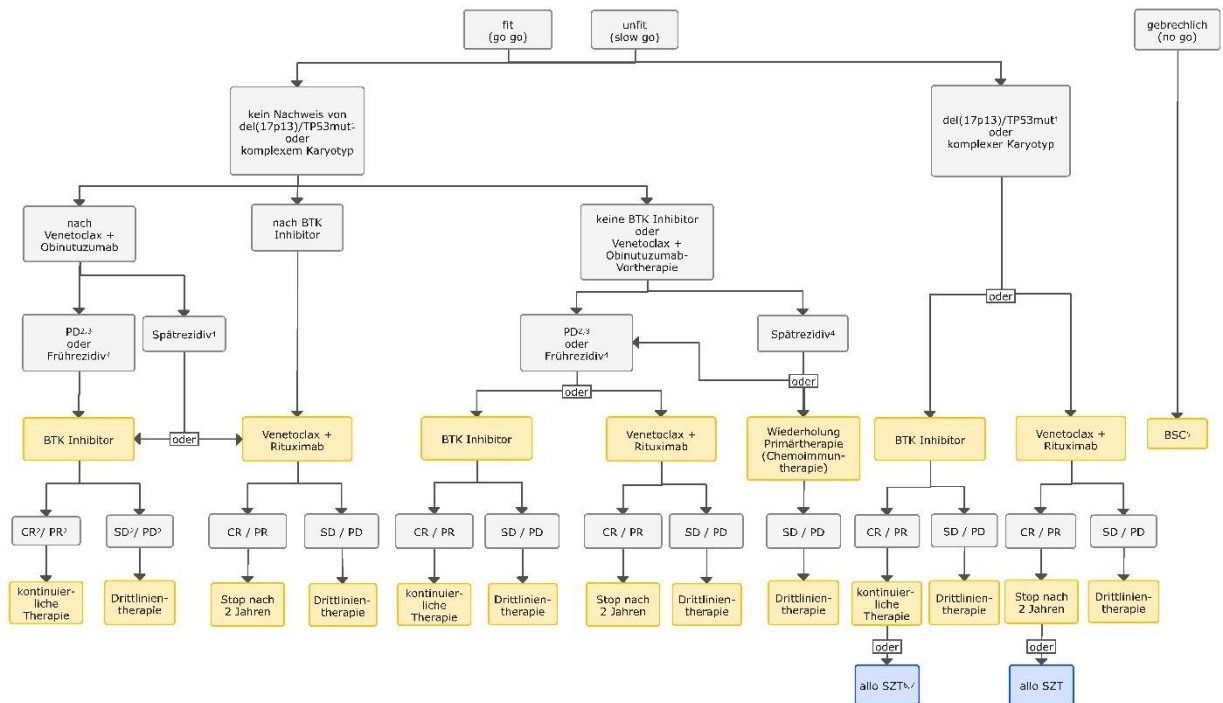 fit
(go go)
unfit
(slow go)
gebrechlich
(no go)
kein Nachweis von
del(17p13)/TP53mut¹
oder
komplexem Karyotyp
del(17p13)/TP53mut¹
oder
komplexer Karyotyp
nach
Venetoclax +
Obinutuzumab
nach BTK
Inhibitor
keine BTK Inhibitor
oder
Venetoclax +
Obinutuzumab-
Vortherapie
oder
PD²,³
oder
Frührezidiv⁴
Spätrezidiv⁴
PD²,³
oder
Frührezidiv⁴
Spätrezidiv⁴
oder
oder
BTK Inhibitor
oder
Venetoclax +
Rituximab
BTK Inhibitor
Venetoclax +
Rituximab
Wiederholung
Primärtherapie
(Chemoimmun-
therapie)
BTK Inhibitor
Venetoclax +
Rituximab
BSC⁵
CR²/ PR²
SD²/ PD²
CR / PR
SD / PD
CR / PR
SD / PD
CR / PR
SD / PD
SD / PD
CR / PR
SD / PD
CR / PR
SD / PD
kontinuier-
liche
Therapie
Drittlinien-
therapie
Stop nach
2 Jahren
Drittlinien-
therapie
kontinuier-
liche
Therapie
Drittlinien-
therapie
Stop nach
2 Jahren
Drittlinien-
therapie
Drittlinien-
therapie
kontinuier-
liche
Therapie
Drittlinien-
therapie
Stop nach
2 Jahren
Drittlinien-
therapie
oder
oder
allo SZT⁶,⁷
allo SZT